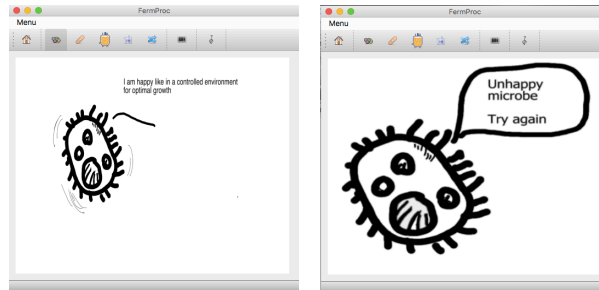 FermProc
Menu
I am happy like in a controlled environment
for optimal growth
FermProc
Menu
Unhappy
microbe
Try again